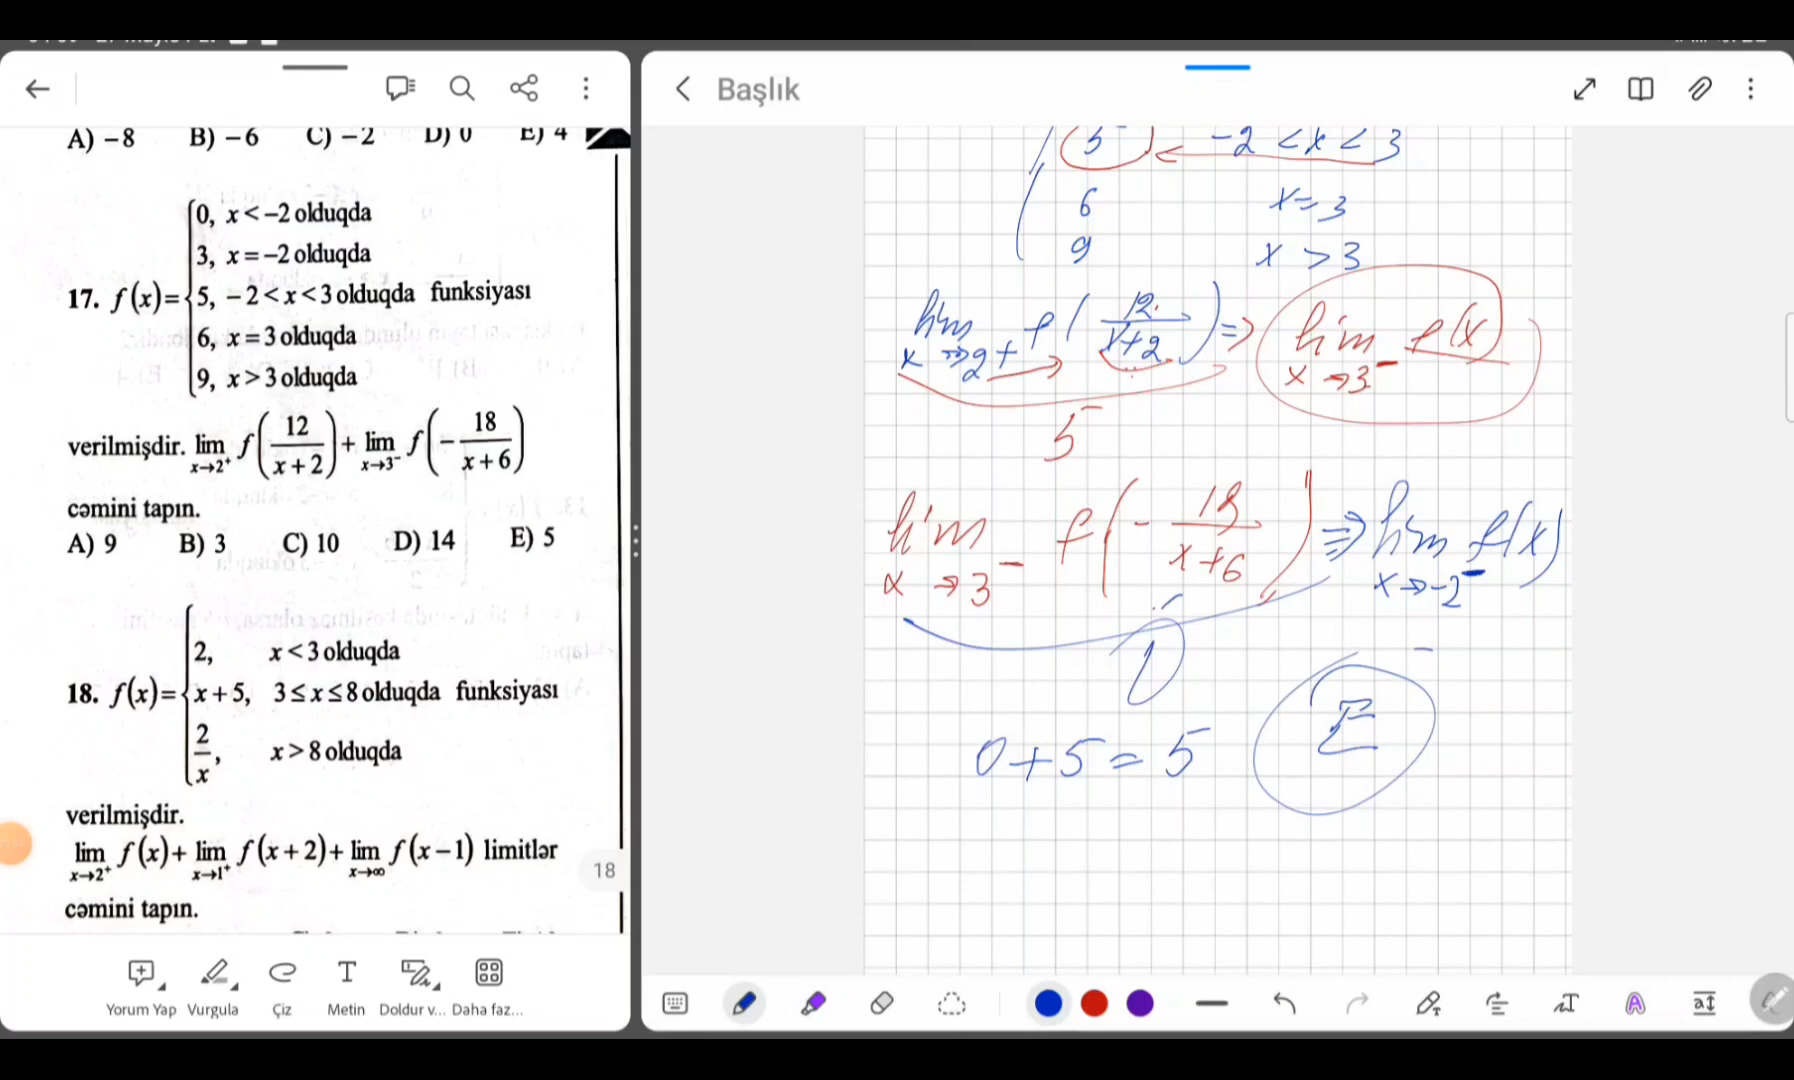 Başlık
A) −8 B) −6 C) −2 D) 0 E) 4
0, x < −2 olduqda
3, x = −2 olduqda
17. f(x) = 5, −2 < x < 3 olduqda funksiyası
6, x = 3 olduqda
9, x > 3 olduqda
verilmişdir. lim x→2⁺ f(12/(x+2)) + lim x→3⁻ f(−18/(x+6))
cəmini tapın.
A) 9 B) 3 C) 10 D) 14 E) 5
2, x < 3 olduqda
18. f(x) = x + 5, 3 ≤ x ≤ 8 olduqda funksiyası
2/x, x > 8 olduqda
verilmişdir.
lim x→2⁺ f(x) + lim x→1⁺ f(x+2) + lim x→∞ f(x−1) limitlər
cəmini tapın.
18
Yorum Yap Vurgula Çiz Metin Doldur v... Daha faz...
5 −2 < x < 3
6 x = 3
9 x > 3
lim x→2+ f(12/(x+2)) ⇒ lim x→3⁻ f(x)
5
lim x→3⁻ f(−18/(x+6)) ⇒ lim x→−2⁻ f(x)
0
0 + 5 = 5 E